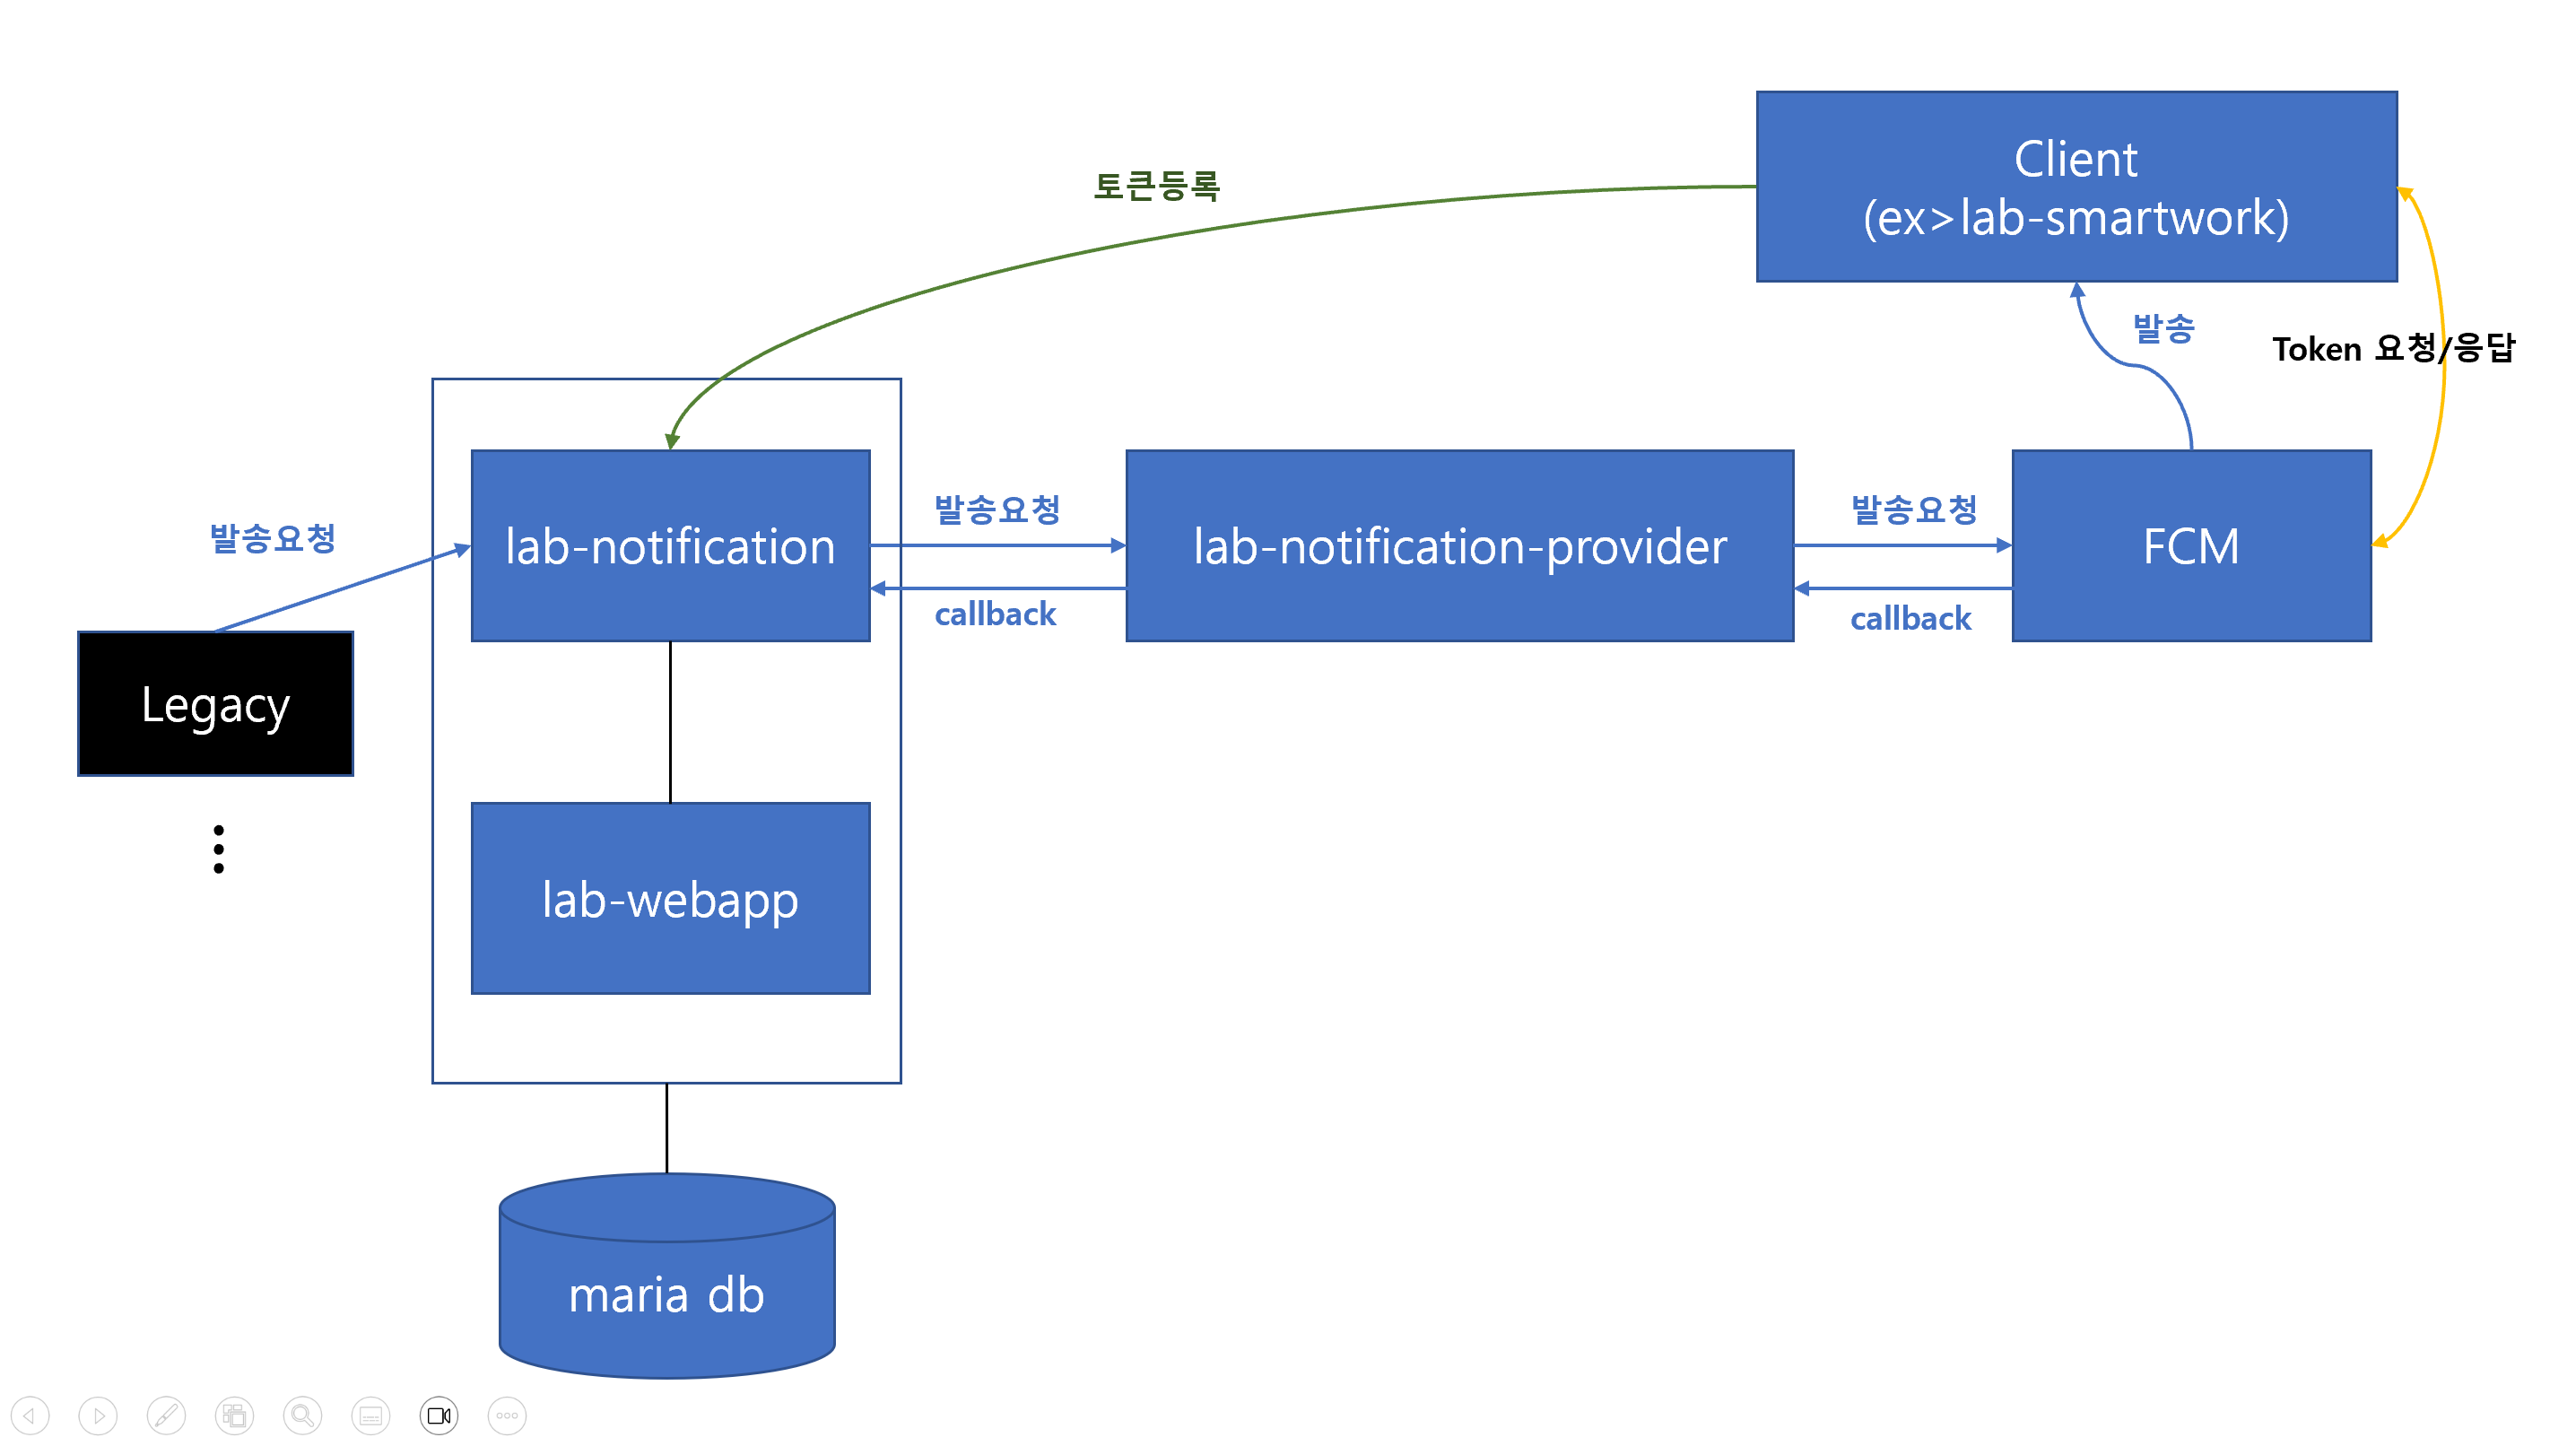 Client
(ex>lab-smartwork)
토큰등록
발송
Token 요청/응답
발송요청
lab-notification
발송요청
callback
lab-notification-provider
발송요청
callback
FCM
Legacy
lab-webapp
maria db